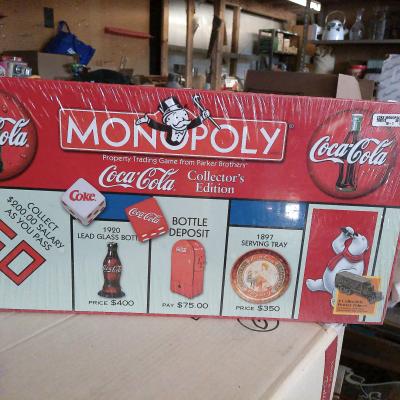 MONOPOLY
Property Trading Game from Parker Brothers
Coca-Cola Collector's
Edition
Cola
Coca-Cola
COLLECT
$200.00 SALARY
AS YOU PASS
GO
Coke
Coca-Cola
1920
LEAD GLASS BOTTLE
PRICE $400
BOTTLE
DEPOSIT
PAY $75.00
1897
SERVING TRAY
PRICE $350